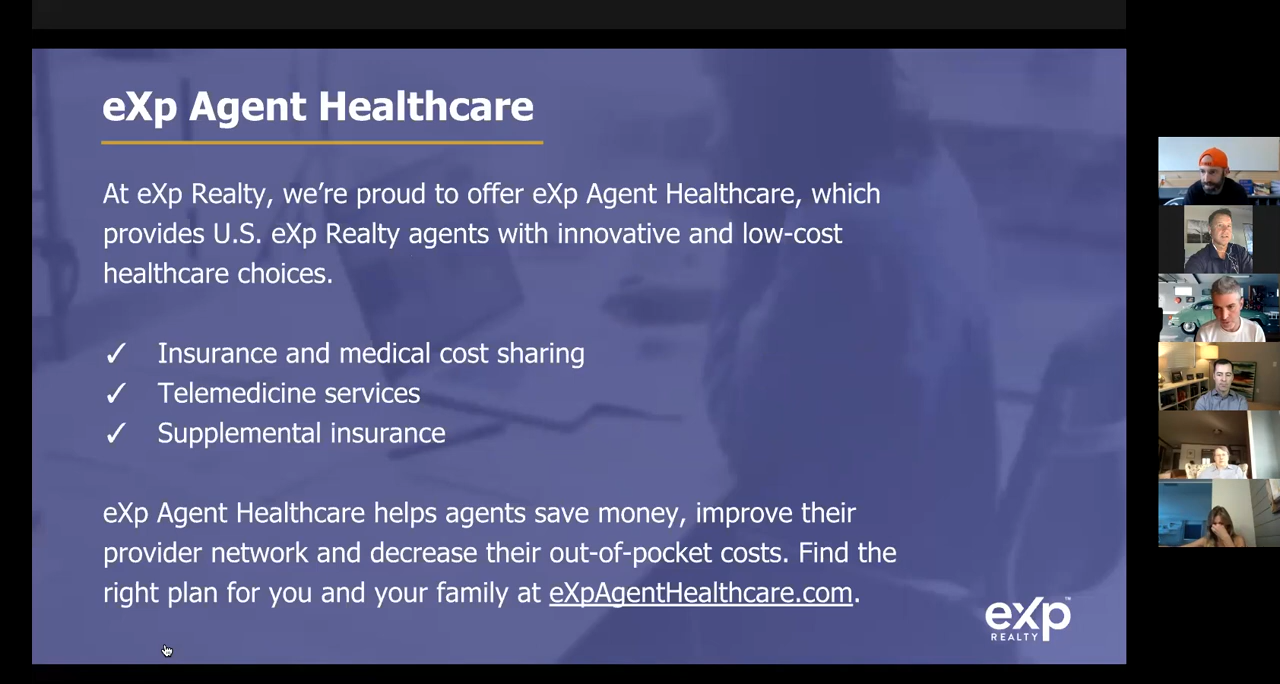 eXp Agent Healthcare
At eXp Realty, we’re proud to offer eXp Agent Healthcare, which
provides U.S. eXp Realty agents with innovative and low-cost
healthcare choices.
✓ Insurance and medical cost sharing
✓ Telemedicine services
✓ Supplemental insurance
eXp Agent Healthcare helps agents save money, improve their
provider network and decrease their out-of-pocket costs. Find the
right plan for you and your family at eXpAgentHealthcare.com.
eXp™
REALTY